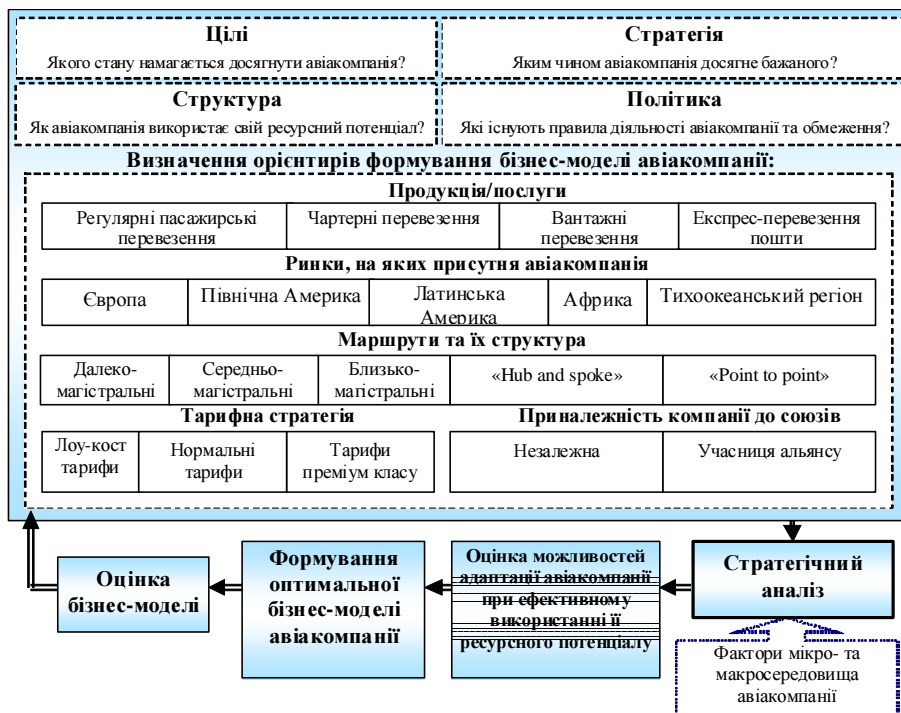 Цілі
Якого стану намагається досягнути авіакомпанія?
Стратегія
Яким чином авіакомпанія досягне бажаного?
Структура
Як авіакомпанія використає свій ресурсний потенціал?
Політика
Які існують правила діяльності авіакомпанії та обмеження?
Визначення орієнтирів формування бізнес-моделі авіакомпанії:
Продукція/послуги
Регулярні пасажирські
перевезення
Чартерні перевезення
Вантажні
перевезення
Експрес-перевезення
пошти
Ринки, на яких присутня авіакомпанія
Європа
Північна Америка
Латинська
Америка
Африка
Тихоокеанський регіон
Маршрути та їх структура
Далеко-
магістральні
Середньо-
магістральні
Близько-
магістральні
«Hub and spoke»
«Point to point»
Тарифна стратегія
Лоу-кост
тарифи
Нормальні
тарифи
Тарифи
преміум класу
Приналежність компанії до союзів
Незалежна
Учасниця альянсу
Оцінка
бізнес-моделі
Формування
оптимальної
бізнес-моделі
авіакомпанії
Оцінка можливостей
адаптації авіакомпанії
при ефективному
використанні її
ресурсного потенціалу
Стратегічний
аналіз
Фактори мікро- та
макросередовища
авіакомпанії